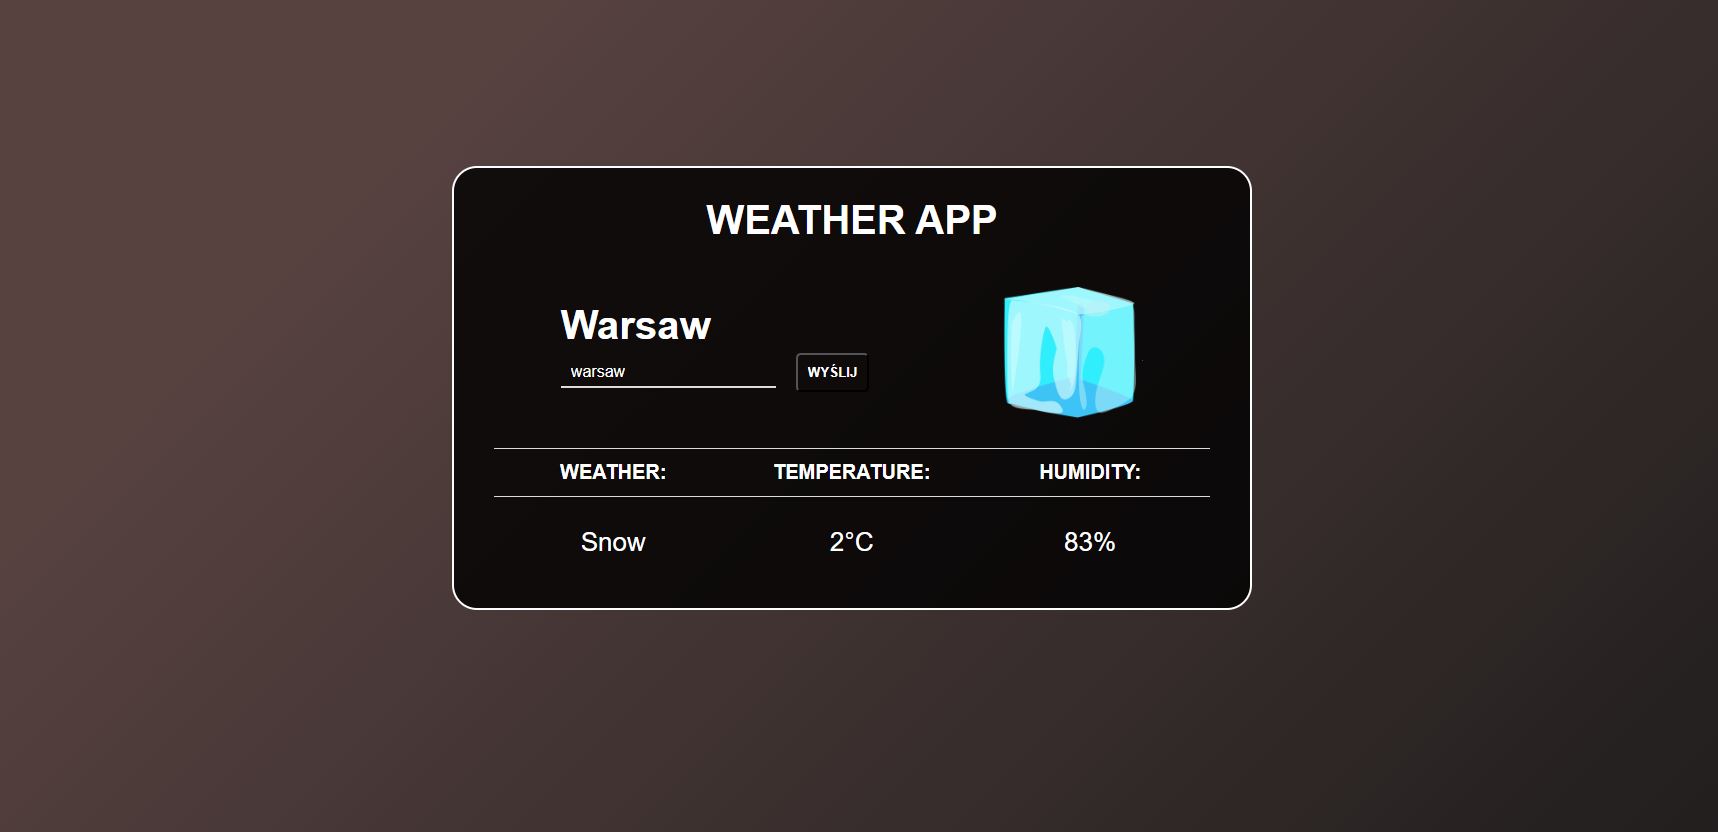 WEATHER APP
Warsaw
warsaw WYŚLIJ
WEATHER: TEMPERATURE: HUMIDITY:
Snow 2°C 83%